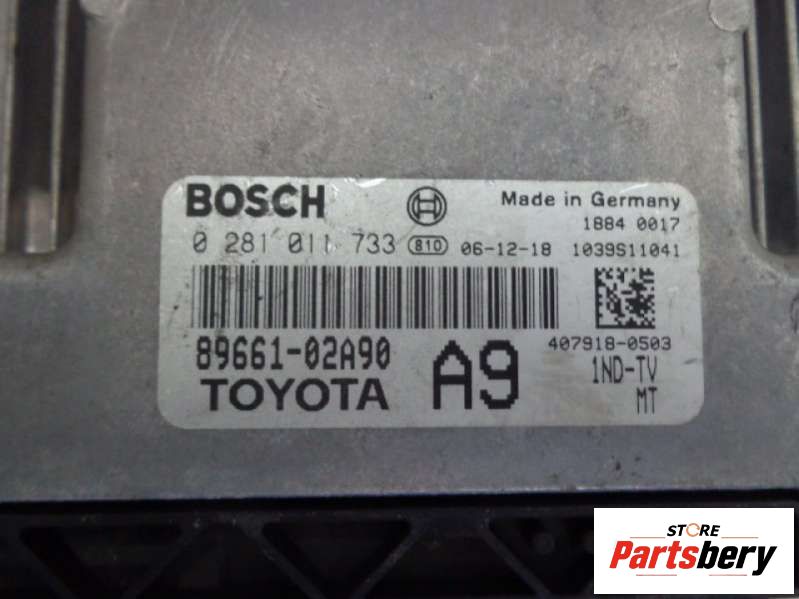 BOSCH Made in Germany
1884 0017
0 281 011 733 810 06-12-18 1039S11041
407918-0503
89661-02A90 A9 1ND-TV
TOYOTA MT
STORE
Partsbery